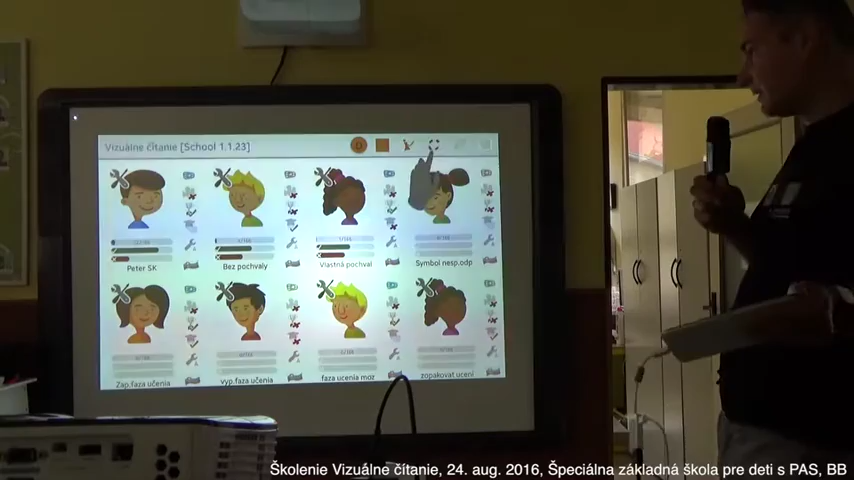 Vizuálne čítanie [School 1.1.23]
D
Peter SK
Bez pochvaly
Vlastná pochval
Symbol nesp.odp
Zap.faza učenia
vyp.faza učenia
faza ucenia moz
zopakovat ucení
Školenie Vizuálne čítanie, 24. aug. 2016, Špeciálna základná škola pre deti s PAS, BB